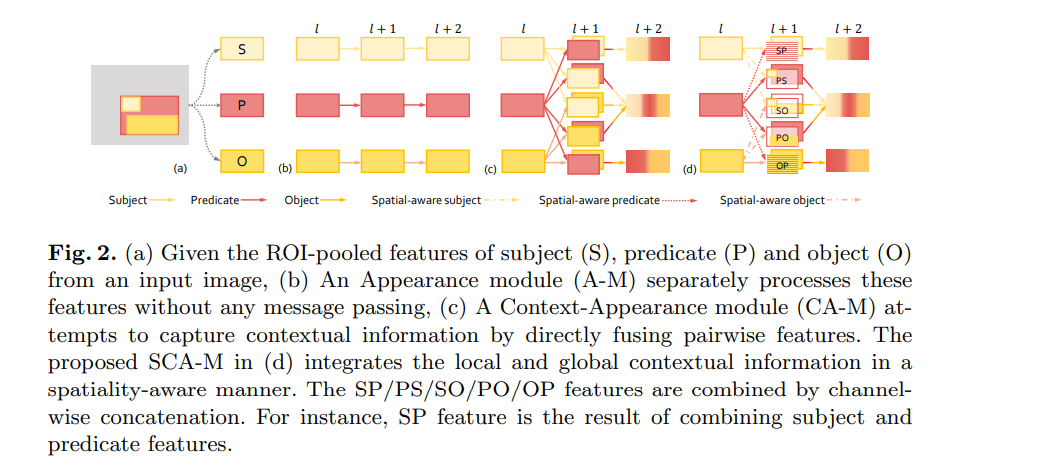 l l + 1 l + 2 l l + 1 l + 2 l l + 1 l + 2
S SP
PS
P SO
PO
O OP
(a) (b) (c) (d)
Subject Predicate Object Spatial-aware subject Spatial-aware predicate Spatial-aware object
Fig. 2. (a) Given the ROI-pooled features of subject (S), predicate (P) and object (O)
from an input image, (b) An Appearance module (A-M) separately processes these
features without any message passing, (c) A Context-Appearance module (CA-M) at-
tempts to capture contextual information by directly fusing pairwise features. The
proposed SCA-M in (d) integrates the local and global contextual information in a
spatiality-aware manner. The SP/PS/SO/PO/OP features are combined by channel-
wise concatenation. For instance, SP feature is the result of combining subject and
predicate features.